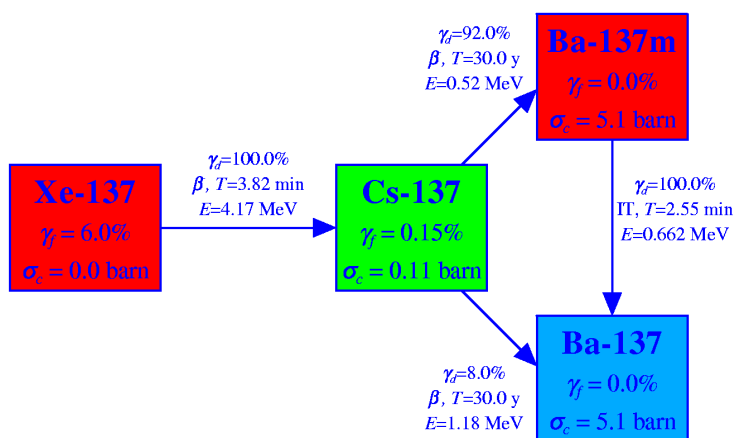 Xe-137
γf = 6.0%
σc = 0.0 barn
γd=100.0%
β-, T=3.82 min
E=4.17 MeV
Cs-137
γf = 0.15%
σc = 0.11 barn
γd=92.0%
β-, T=30.0 y
E=0.52 MeV
Ba-137m
γf = 0.0%
σc = 5.1 barn
γd=100.0%
IT, T=2.55 min
E=0.662 MeV
γd=8.0%
β-, T=30.0 y
E=1.18 MeV
Ba-137
γf = 0.0%
σc = 5.1 barn